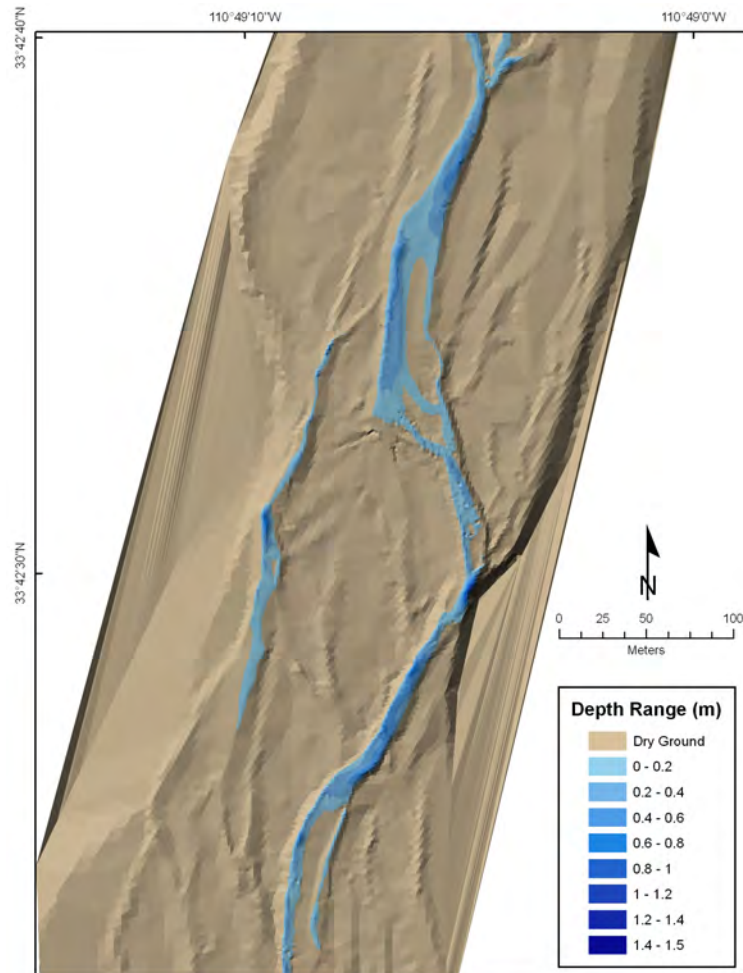 110°49'10"W
110°49'0"W
33°42'40"N
33°42'30"N
N
0 25 50 100
Meters
Depth Range (m)
Dry Ground
0 - 0.2
0.2 - 0.4
0.4 - 0.6
0.6 - 0.8
0.8 - 1
1 - 1.2
1.2 - 1.4
1.4 - 1.5